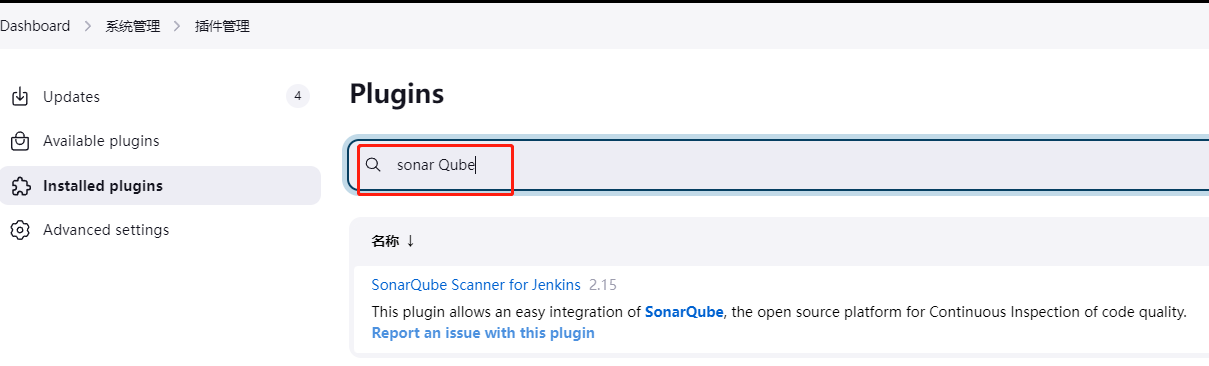 Dashboard > 系统管理 > 插件管理
Updates 4
Available plugins
Installed plugins
Advanced settings
Plugins
sonar Qube
名称 ↓
SonarQube Scanner for Jenkins 2.15
This plugin allows an easy integration of SonarQube, the open source platform for Continuous Inspection of code quality.
Report an issue with this plugin